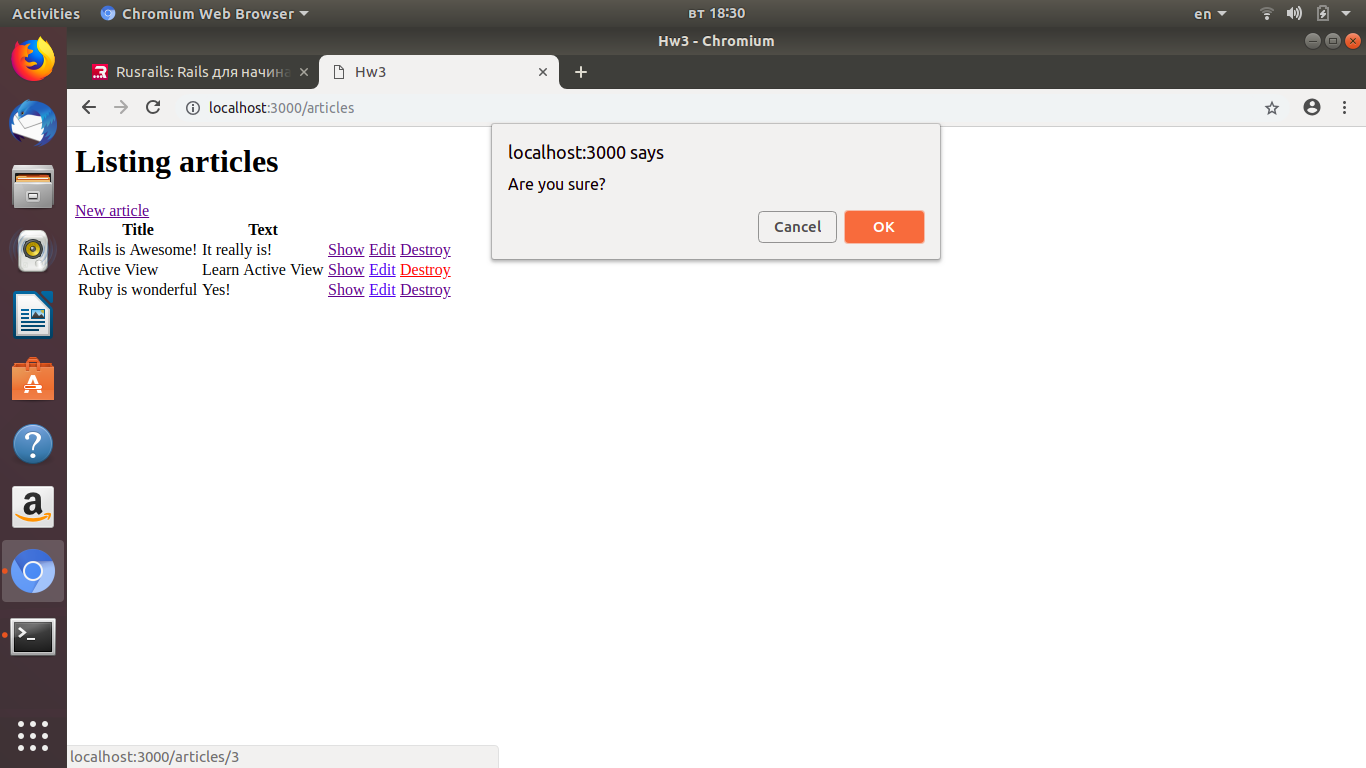 Activities Chromium Web Browser вт 18:30 en
Hw3 - Chromium
Rusrails: Rails для начина Hw3
localhost:3000/articles
localhost:3000 says
Are you sure?
Cancel OK
Listing articles
New article
Title Text
Rails is Awesome! It really is! Show Edit Destroy
Active View Learn Active View Show Edit Destroy
Ruby is wonderful Yes! Show Edit Destroy
localhost:3000/articles/3